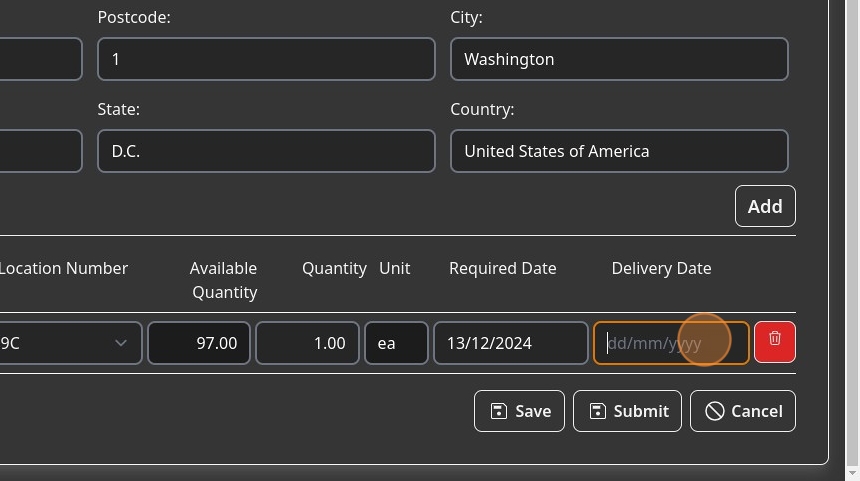 Postcode: City:
1 Washington
State: Country:
D.C. United States of America
Add
Location Number Available Quantity Quantity Unit Required Date Delivery Date
9C 97.00 1.00 ea 13/12/2024 dd/mm/yyyy
Save Submit Cancel